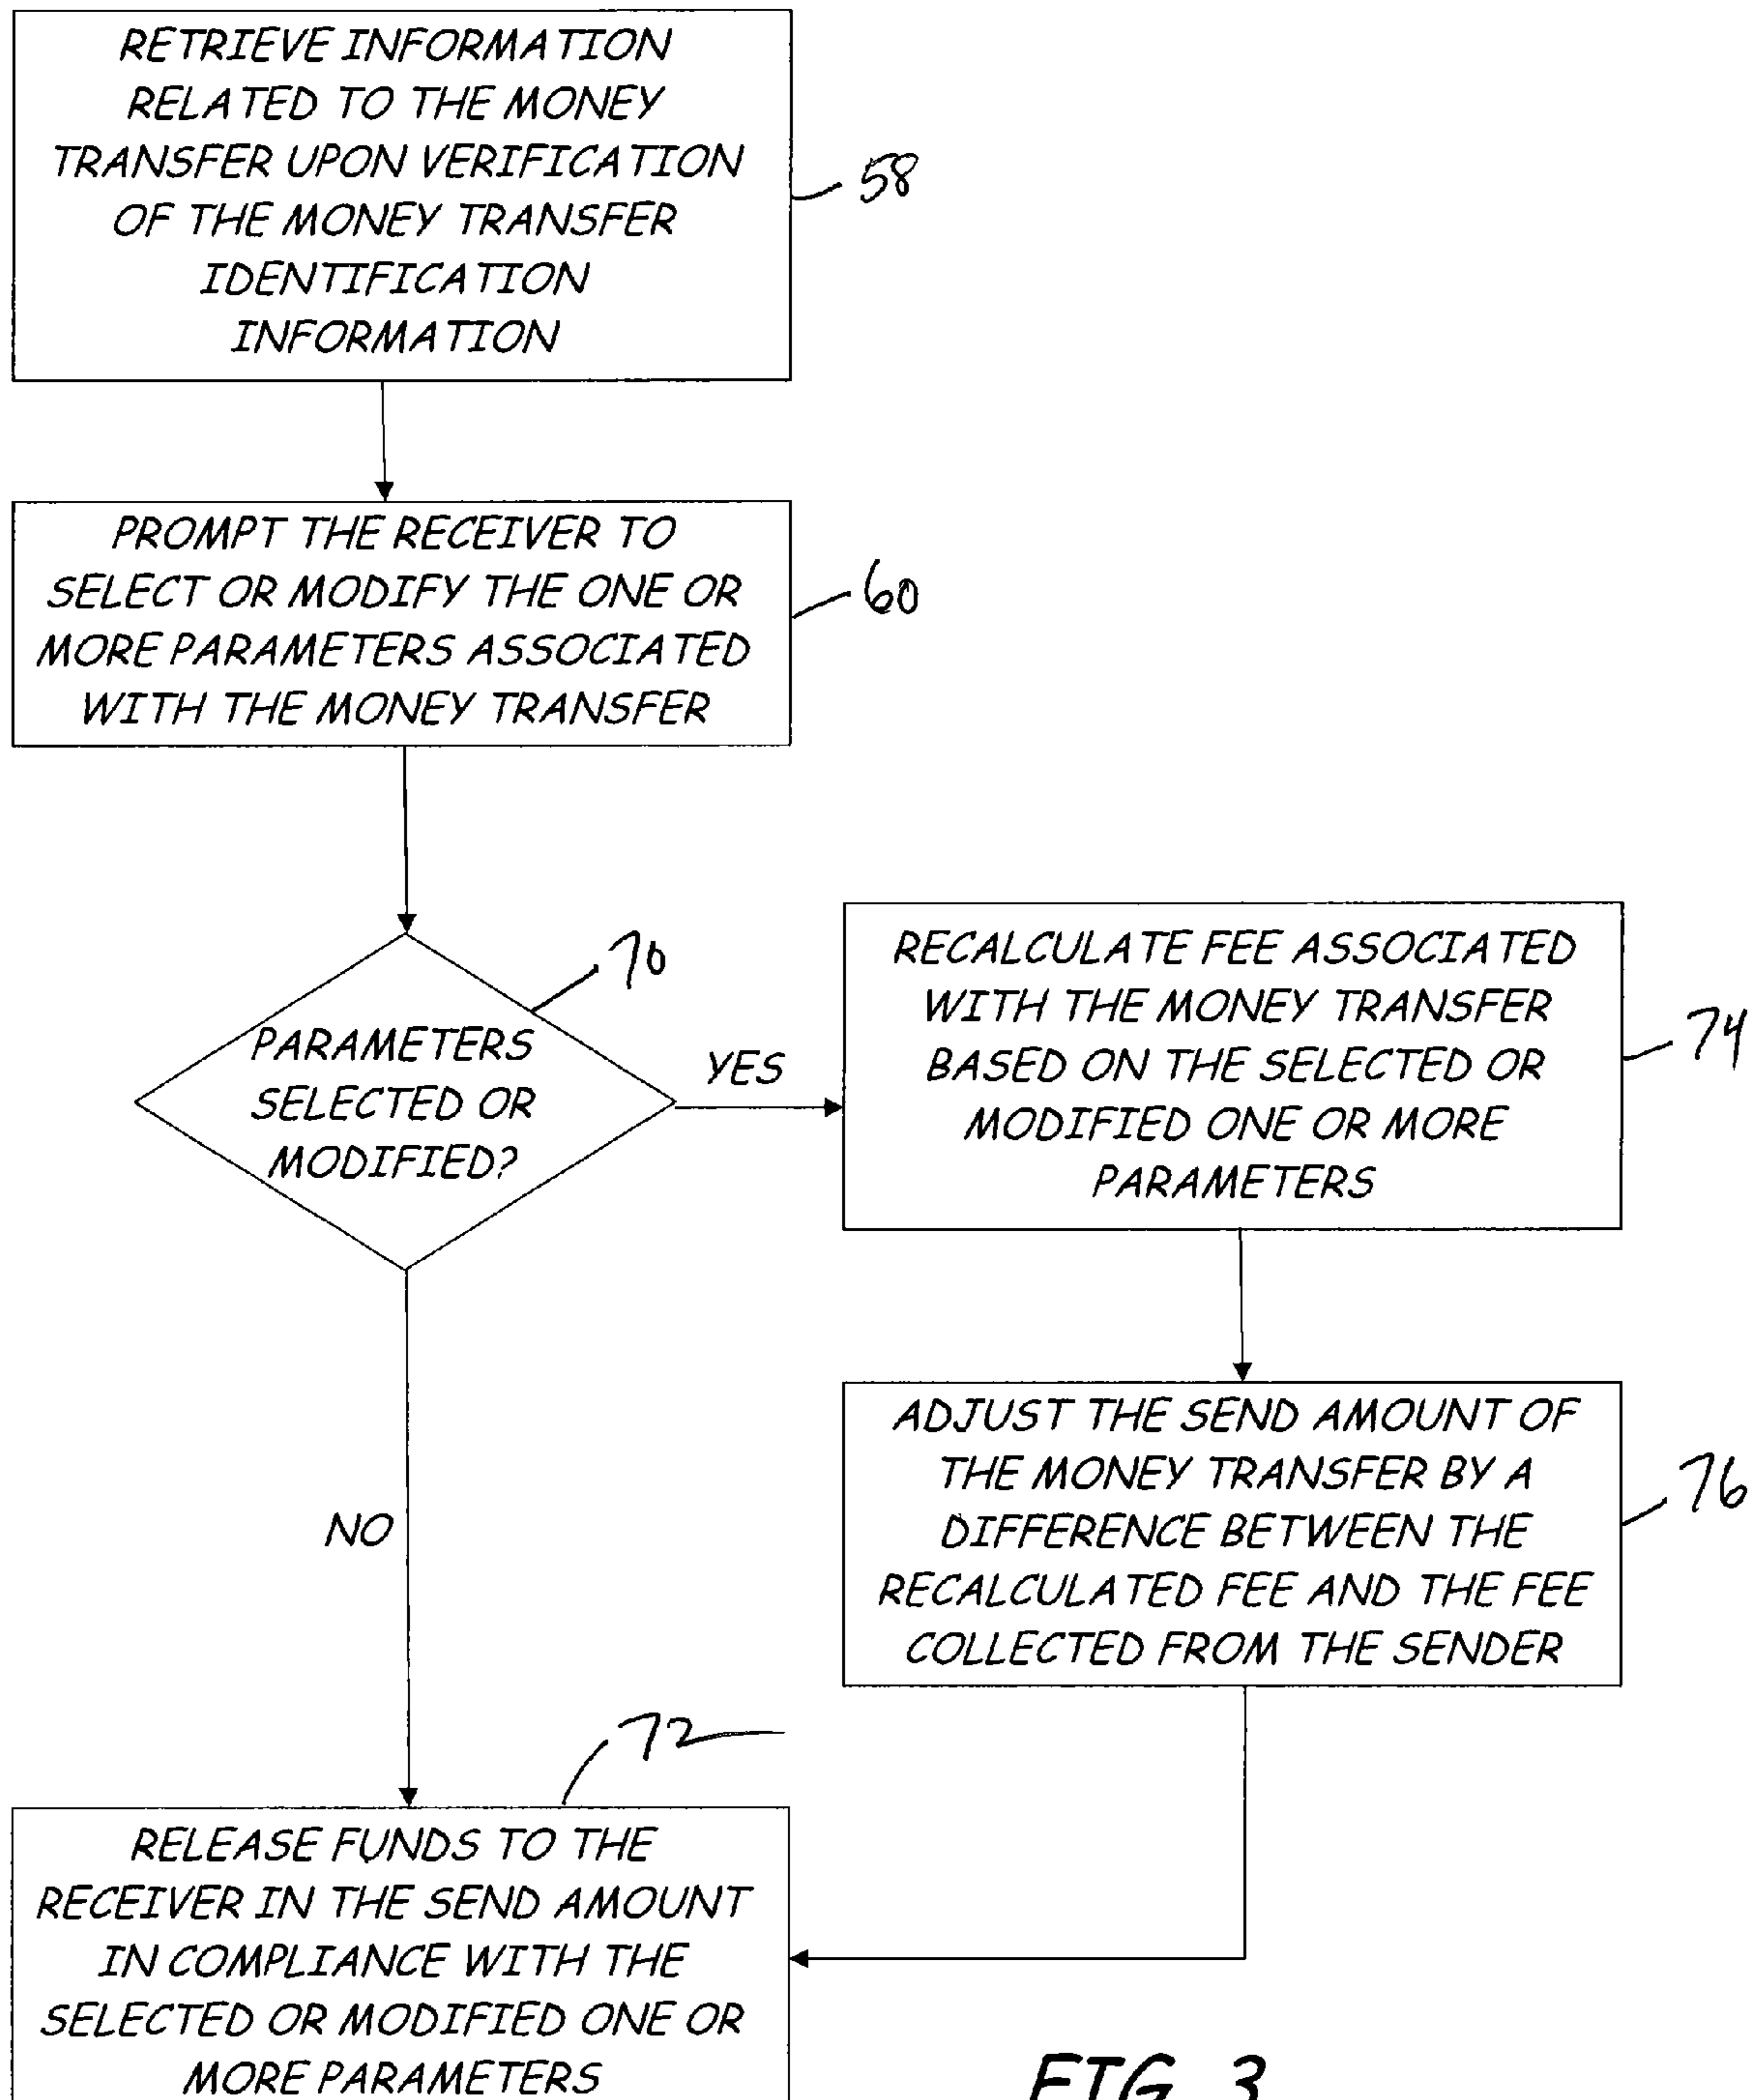 RETRIEVE INFORMATION
RELATED TO THE MONEY
TRANSFER UPON VERIFICATION
OF THE MONEY TRANSFER
IDENTIFICATION
INFORMATION
58
PROMPT THE RECEIVER TO
SELECT OR MODIFY THE ONE OR
MORE PARAMETERS ASSOCIATED
WITH THE MONEY TRANSFER
60
70
PARAMETERS
SELECTED OR
MODIFIED?
YES
RECALCULATE FEE ASSOCIATED
WITH THE MONEY TRANSFER
BASED ON THE SELECTED OR
MODIFIED ONE OR MORE
PARAMETERS
74
ADJUST THE SEND AMOUNT OF
THE MONEY TRANSFER BY A
DIFFERENCE BETWEEN THE
RECALCULATED FEE AND THE FEE
COLLECTED FROM THE SENDER
76
NO
72
RELEASE FUNDS TO THE
RECEIVER IN THE SEND AMOUNT
IN COMPLIANCE WITH THE
SELECTED OR MODIFIED ONE OR
MORE PARAMETERS
FIG. 3